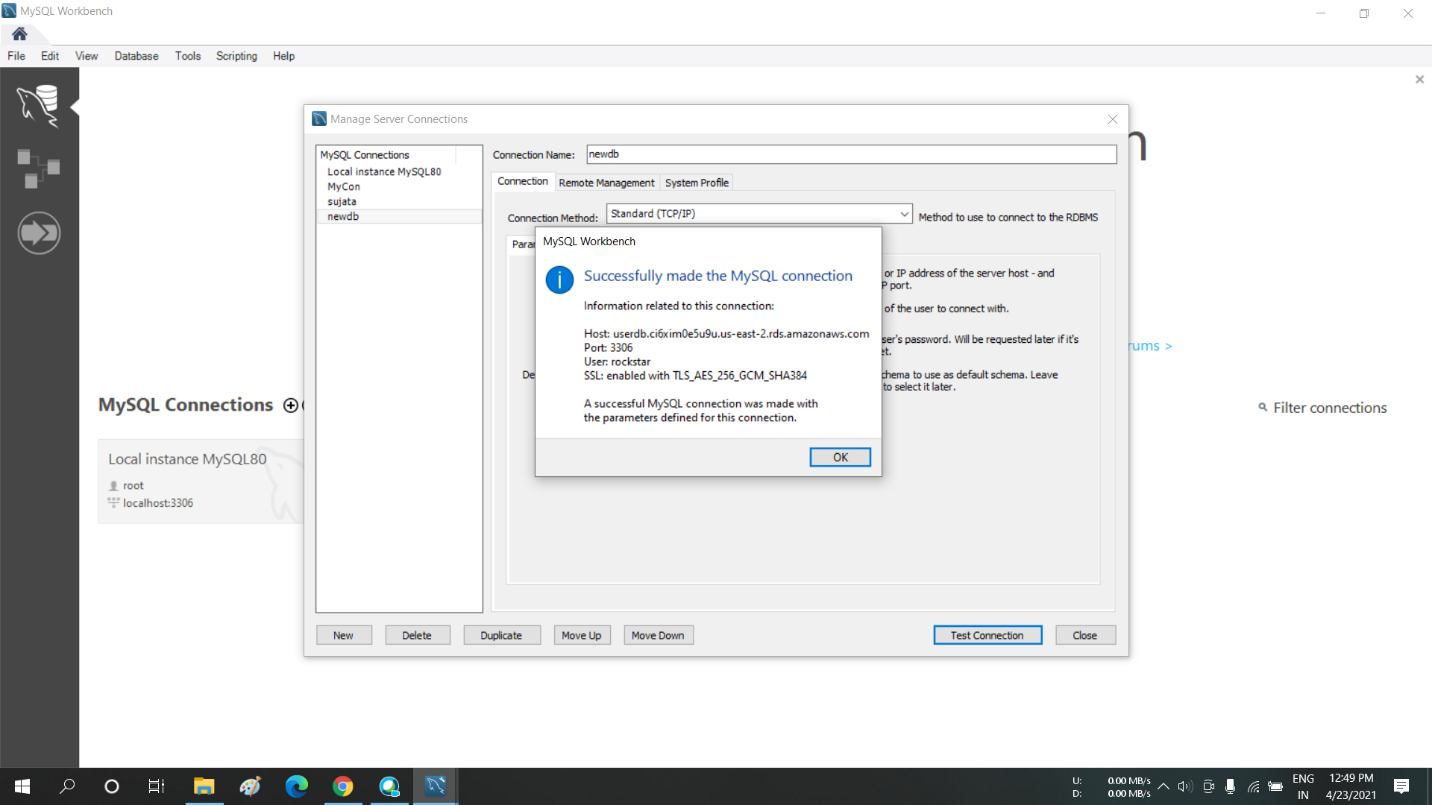 MySQL Workbench
File Edit View Database Tools Scripting Help
Manage Server Connections
MySQL Connections
Local instance MySQL80
MyCon
sujata
newdb
Connection Name: newdb
Connection Remote Management System Profile
Connection Method: Standard (TCP/IP) Method to use to connect to the RDBMS
MySQL Workbench
Successfully made the MySQL connection
Information related to this connection:
Host: userdb.ci6xim0e5u9u.us-east-2.rds.amazonaws.com
Port: 3306
User: rockstar
SSL: enabled with TLS_AES_256_GCM_SHA384
A successful MySQL connection was made with
the parameters defined for this connection.
OK
or IP address of the server host - and
P port.
of the user to connect with.
ser's password. Will be requested later if it's
et.
chema to use as default schema. Leave
to select it later.
New Delete Duplicate Move Up Move Down Test Connection Close
MySQL Connections
Filter connections
Local instance MySQL80
root
localhost:3306
U: 0.00 MB/s
D: 0.00 MB/s
ENG
IN
12:49 PM
4/23/2021